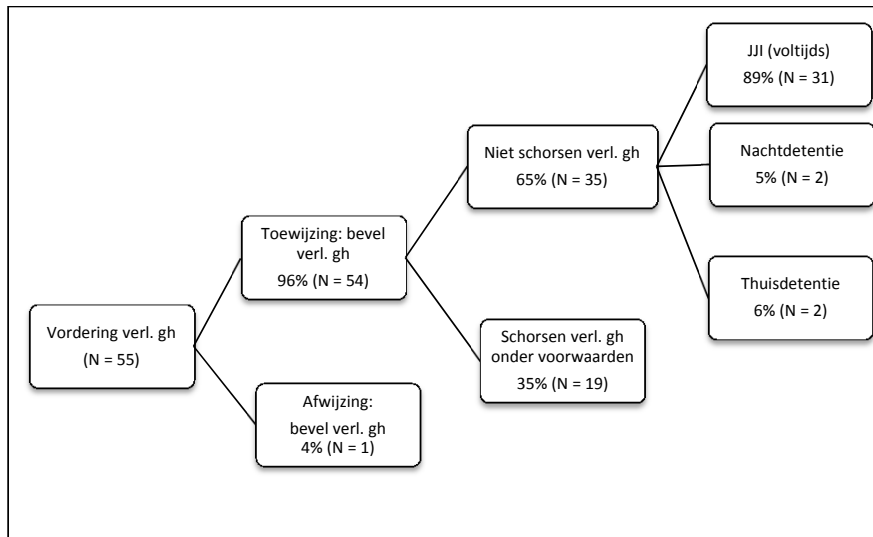 Vordering verl. gh
(N = 55)
Toewijzing: bevel
verl. gh
96% (N = 54)
Afwijzing:
bevel verl. gh
4% (N = 1)
Niet schorsen verl. gh
65% (N = 35)
Schorsen verl. gh
onder voorwaarden
35% (N = 19)
JJI (voltijds)
89% (N = 31)
Nachtdetentie
5% (N = 2)
Thuisdetentie
6% (N = 2)